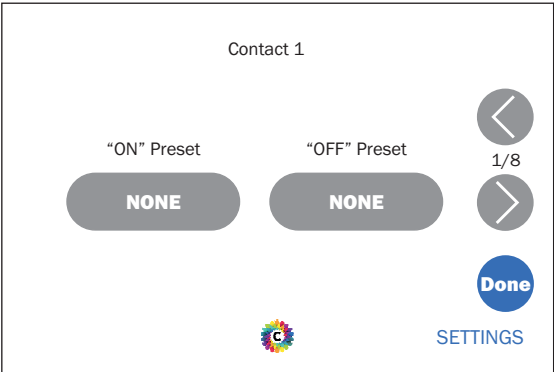 Contact 1
“ON” Preset
“OFF” Preset
1/8
NONE
NONE
Done
C
SETTINGS